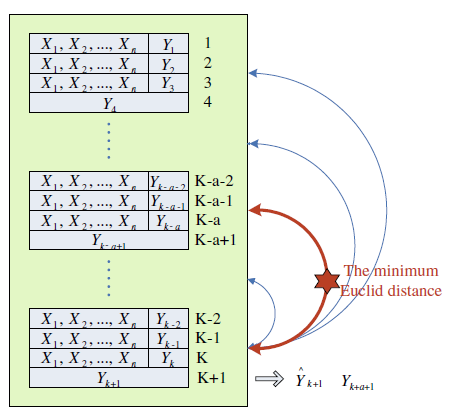 X₁, X₂, ..., Xₙ Y₁ 1
X₁, X₂, ..., Xₙ Y₂ 2
X₁, X₂, ..., Xₙ Y₃ 3
Y₄ 4
X₁, X₂, ..., Xₙ Yₖ₋ₐ₋₂ K-a-2
X₁, X₂, ..., Xₙ Yₖ₋ₐ₋₁ K-a-1
X₁, X₂, ..., Xₙ Yₖ₋ₐ K-a
Yₖ₋ₐ₊₁ K-a+1
The minimum
Euclid distance
X₁, X₂, ..., Xₙ Yₖ₋₂ K-2
X₁, X₂, ..., Xₙ Yₖ₋₁ K-1
X₁, X₂, ..., Xₙ Yₖ K
Yₖ₊₁ K+1 ⇒ Ŷₖ₊₁ Yₖ₊ₐ₊₁